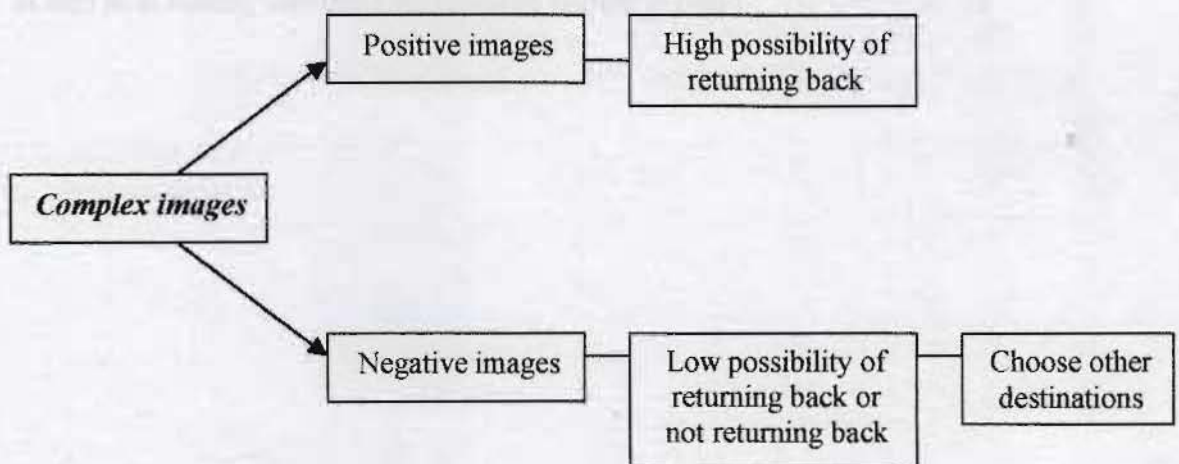 Positive images
High possibility of
returning back
Complex images
Negative images
Low possibility of
returning back or
not returning back
Choose other
destinations